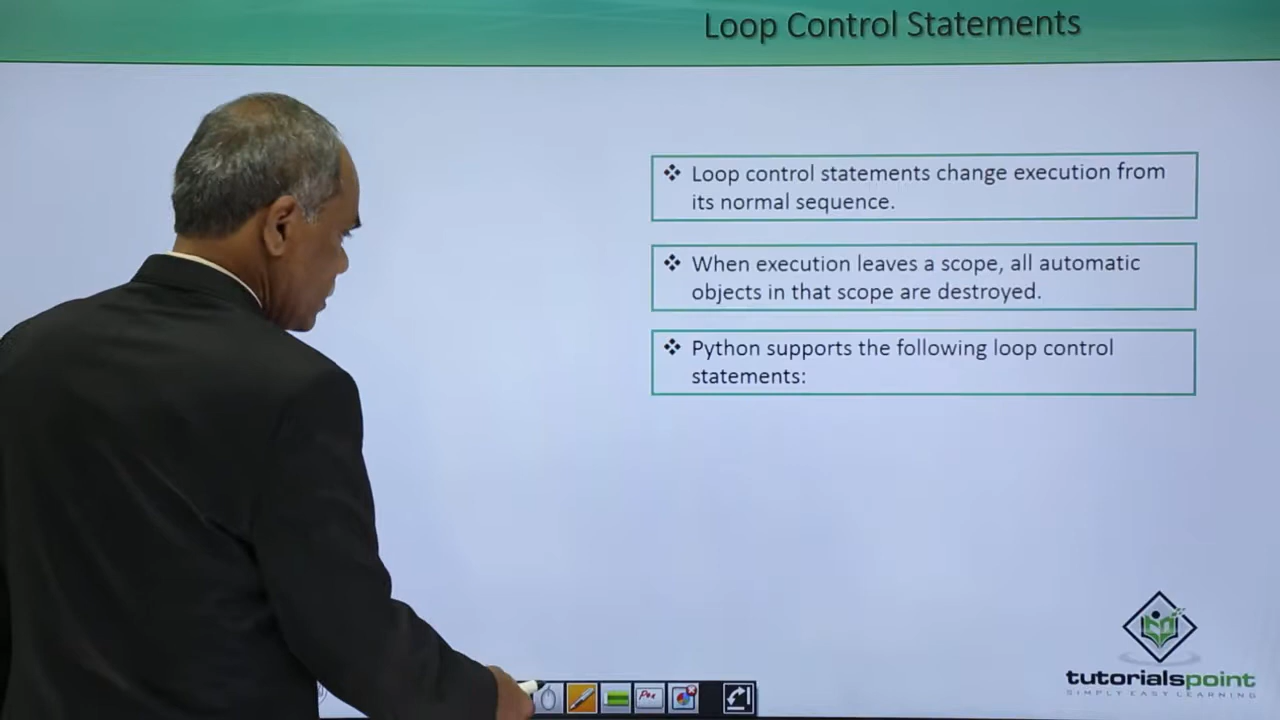 Loop Control Statements
❖ Loop control statements change execution from
its normal sequence.
❖ When execution leaves a scope, all automatic
objects in that scope are destroyed.
❖ Python supports the following loop control
statements:
tutorialspoint
SIMPLY EASY LEARNING